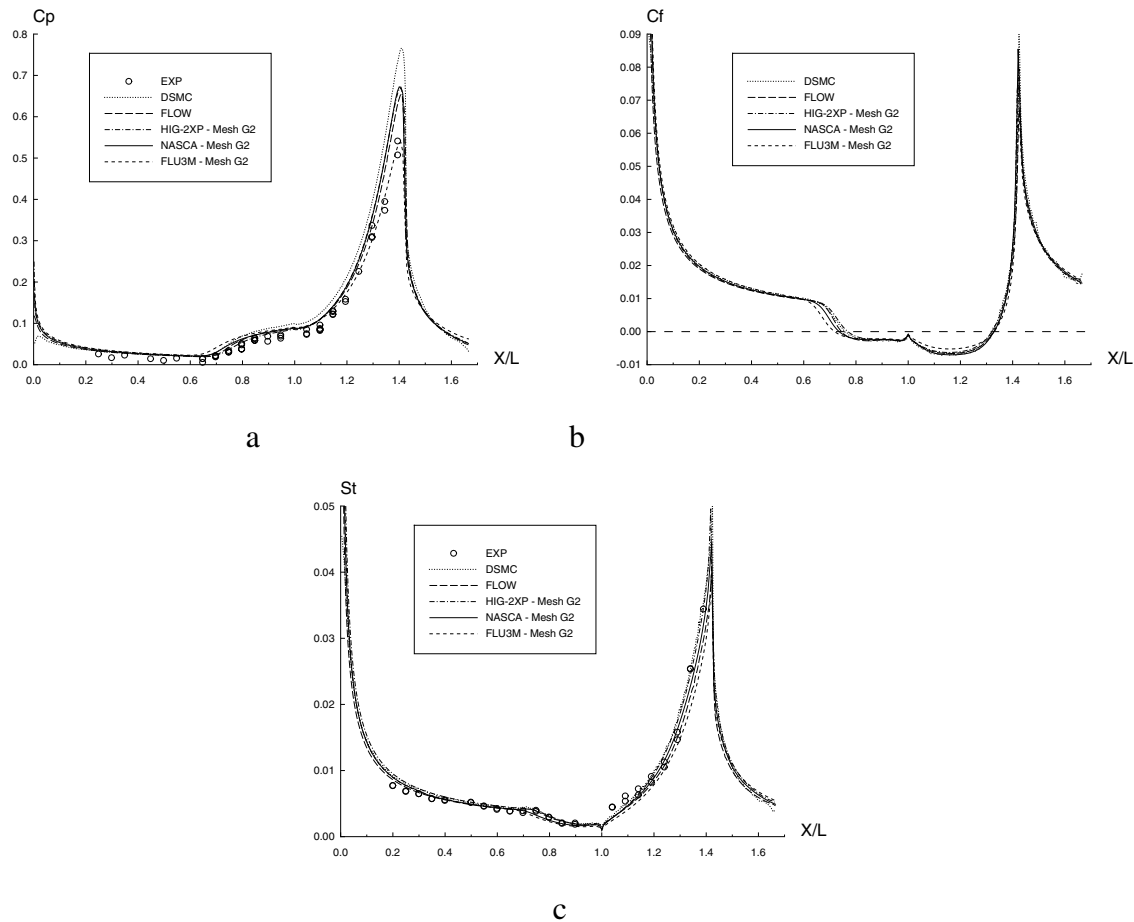 Cp
0.8
0.7
0.6
0.5
0.4
0.3
0.2
0.1
0.0
EXP
DSMC
FLOW
HIG-2XP - Mesh G2
NASCA - Mesh G2
FLU3M - Mesh G2
X/L
0.0 0.2 0.4 0.6 0.8 1.0 1.2 1.4 1.6
a
Cf
0.09
0.08
0.07
0.06
0.05
0.04
0.03
0.02
0.01
0.00
-0.01
DSMC
FLOW
HIG-2XP - Mesh G2
NASCA - Mesh G2
FLU3M - Mesh G2
X/L
0.0 0.2 0.4 0.6 0.8 1.0 1.2 1.4 1.6
b
St
0.05
0.04
0.03
0.02
0.01
0.00
EXP
DSMC
FLOW
HIG-2XP - Mesh G2
NASCA - Mesh G2
FLU3M - Mesh G2
X/L
0.0 0.2 0.4 0.6 0.8 1.0 1.2 1.4 1.6
c